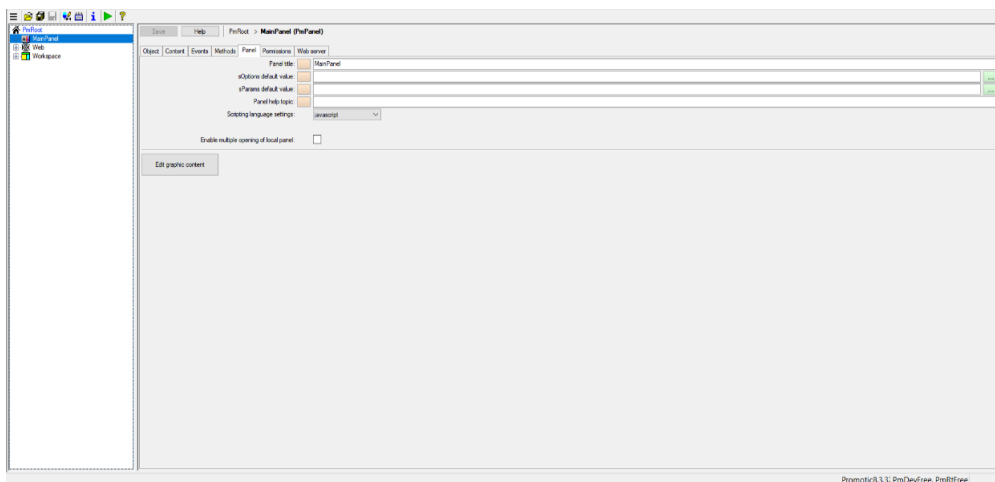 PmRoot
MainPanel
Web
Workspace
Save Help PmRoot > MainPanel (PmPanel)
Object Content Events Methods Panel Permissions Web server
Panel title: MainPanel
sOptions default value: ...
sParams default value: ...
Panel help topic:
Scripting language settings: javascript
Enable multiple opening of local panel:
Edit graphic content
Promotic8.3.3; PmDevFree, PmRtFree